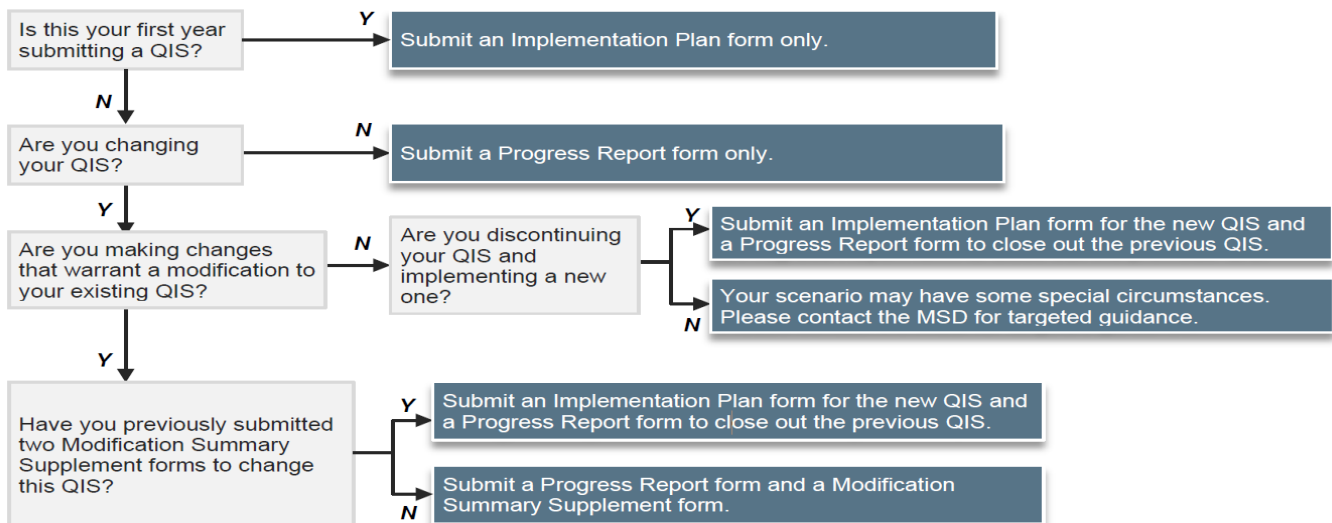 Is this your first year
submitting a QIS?
Y
Submit an Implementation Plan form only.
N
Are you changing
your QIS?
N
Submit a Progress Report form only.
Y
Are you making changes
that warrant a modification to
your existing QIS?
N
Are you discontinuing
your QIS and
implementing a new
one?
Y
Submit an Implementation Plan form for the new QIS and
a Progress Report form to close out the previous QIS.
N
Your scenario may have some special circumstances.
Please contact the MSD for targeted guidance.
Y
Have you previously submitted
two Modification Summary
Supplement forms to change
this QIS?
Y
Submit an Implementation Plan form for the new QIS and
a Progress Report form to close out the previous QIS.
N
Submit a Progress Report form and a Modification
Summary Supplement form.